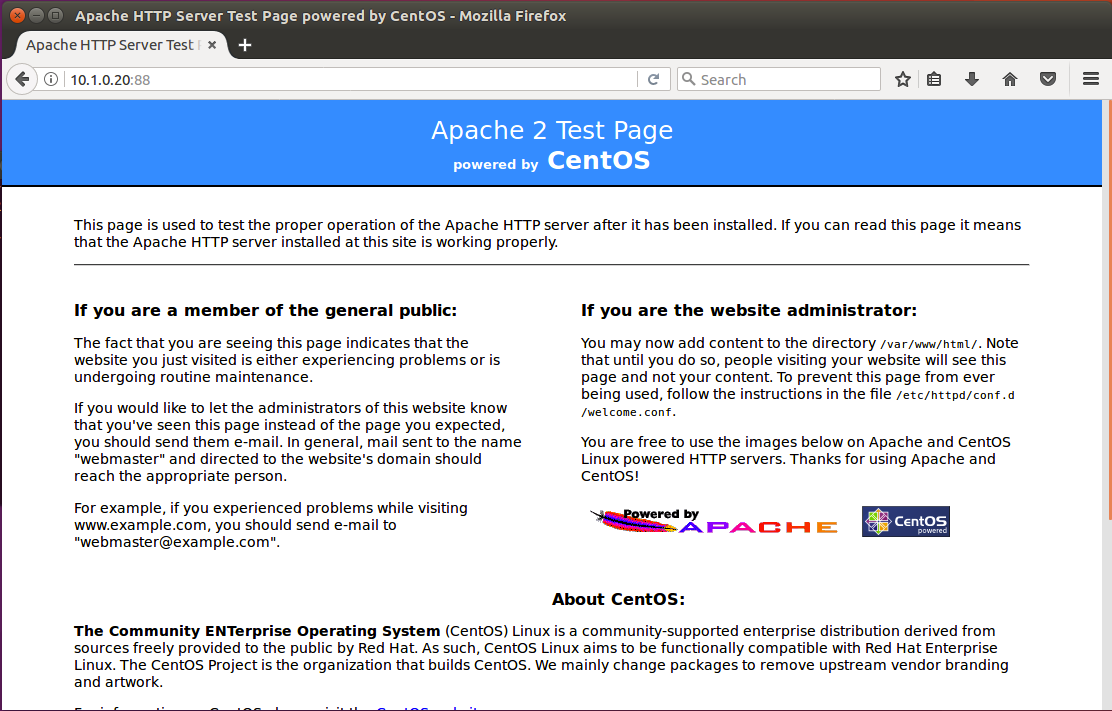 Apache HTTP Server Test Page powered by CentOS - Mozilla Firefox
Apache HTTP Server Test
10.1.0.20:88
Search
Apache 2 Test Page
powered by CentOS
This page is used to test the proper operation of the Apache HTTP server after it has been installed. If you can read this page it means
that the Apache HTTP server installed at this site is working properly.
If you are a member of the general public:
The fact that you are seeing this page indicates that the
website you just visited is either experiencing problems or is
undergoing routine maintenance.
If you would like to let the administrators of this website know
that you've seen this page instead of the page you expected,
you should send them e-mail. In general, mail sent to the name
"webmaster" and directed to the website's domain should
reach the appropriate person.
For example, if you experienced problems while visiting
www.example.com, you should send e-mail to
"webmaster@example.com".
If you are the website administrator:
You may now add content to the directory /var/www/html/. Note
that until you do so, people visiting your website will see this
page and not your content. To prevent this page from ever
being used, follow the instructions in the file /etc/httpd/conf.d
/welcome.conf.
You are free to use the images below on Apache and CentOS
Linux powered HTTP servers. Thanks for using Apache and
CentOS!
Powered by
APACHE
CentOS
powered
About CentOS:
The Community ENTerprise Operating System (CentOS) Linux is a community-supported enterprise distribution derived from
sources freely provided to the public by Red Hat. As such, CentOS Linux aims to be functionally compatible with Red Hat Enterprise
Linux. The CentOS Project is the organization that builds CentOS. We mainly change packages to remove upstream vendor branding
and artwork.